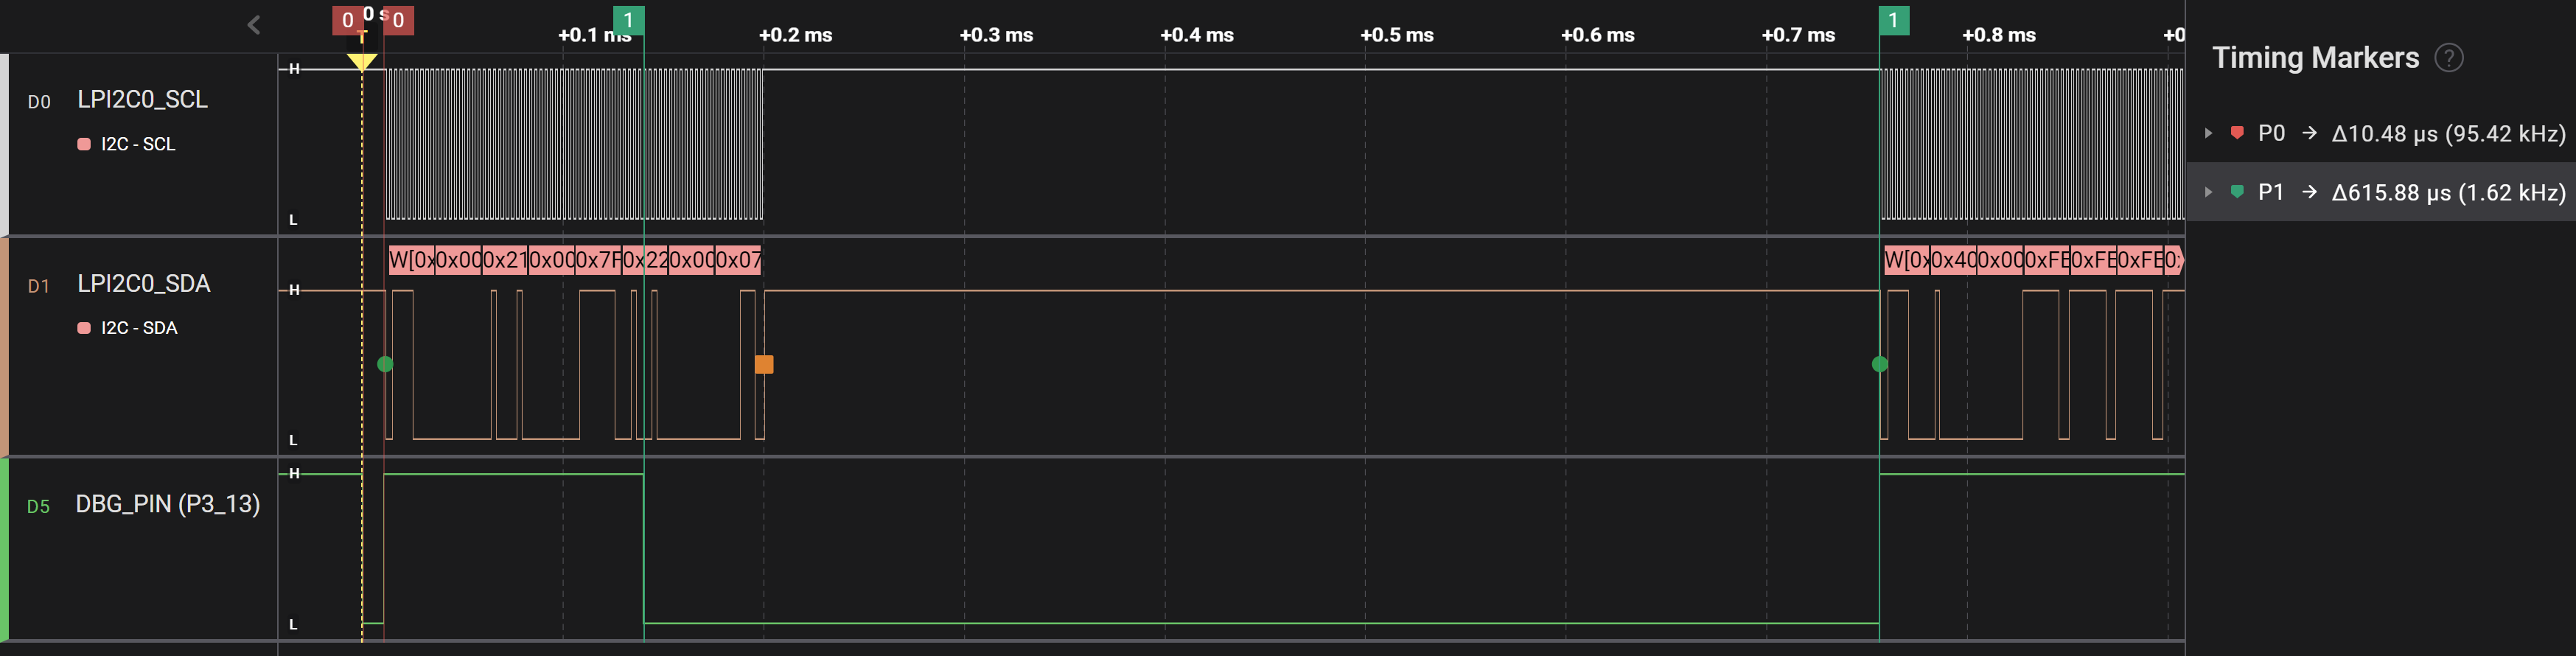 0 0 s 0 1 1
+0.1 ms +0.2 ms +0.3 ms +0.4 ms +0.5 ms +0.6 ms +0.7 ms +0.8 ms +0
T
Timing Markers ?
P0 → Δ10.48 µs (95.42 kHz)
P1 → Δ615.88 µs (1.62 kHz)
D0 LPI2C0_SCL
I2C - SCL
H
L
D1 LPI2C0_SDA
I2C - SDA
W[0x 0x00 0x21 0x00 0x7F 0x22 0x00 0x07 W[0x 0x40 0x00 0xFE 0xFE 0xFE 0x
H
L
D5 DBG_PIN (P3_13)
H
L